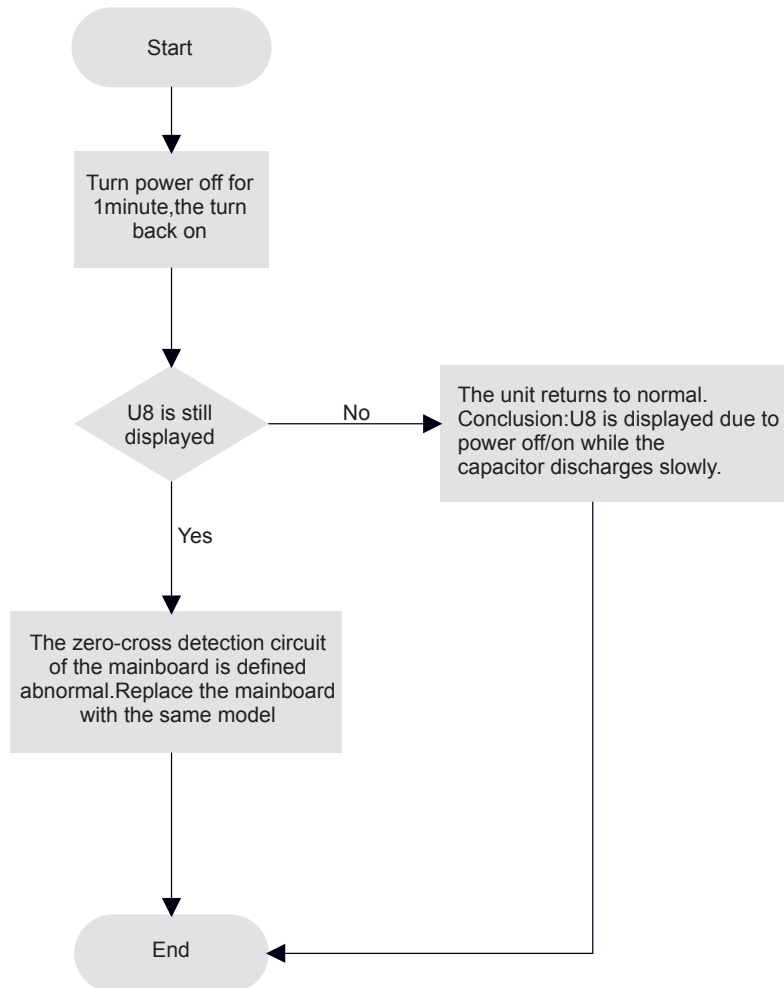 Start
Turn power off for
1minute,the turn
back on
U8 is still
displayed
No
The unit returns to normal.
Conclusion:U8 is displayed due to
power off/on while the
capacitor discharges slowly.
Yes
The zero-cross detection circuit
of the mainboard is defined
abnormal.Replace the mainboard
with the same model
End